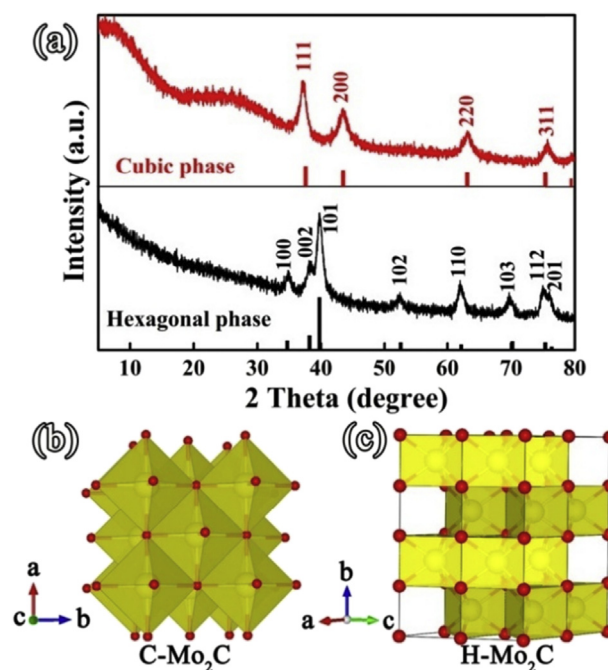 (a)
Intensity (a.u.)
111
200
220
311
Cubic phase
100
002
101
102
110
103
112
201
Hexagonal phase
10 20 30 40 50 60 70 80
2 Theta (degree)
(b)
(c)
a
c b
C-Mo₂C
b
a c
H-Mo₂C